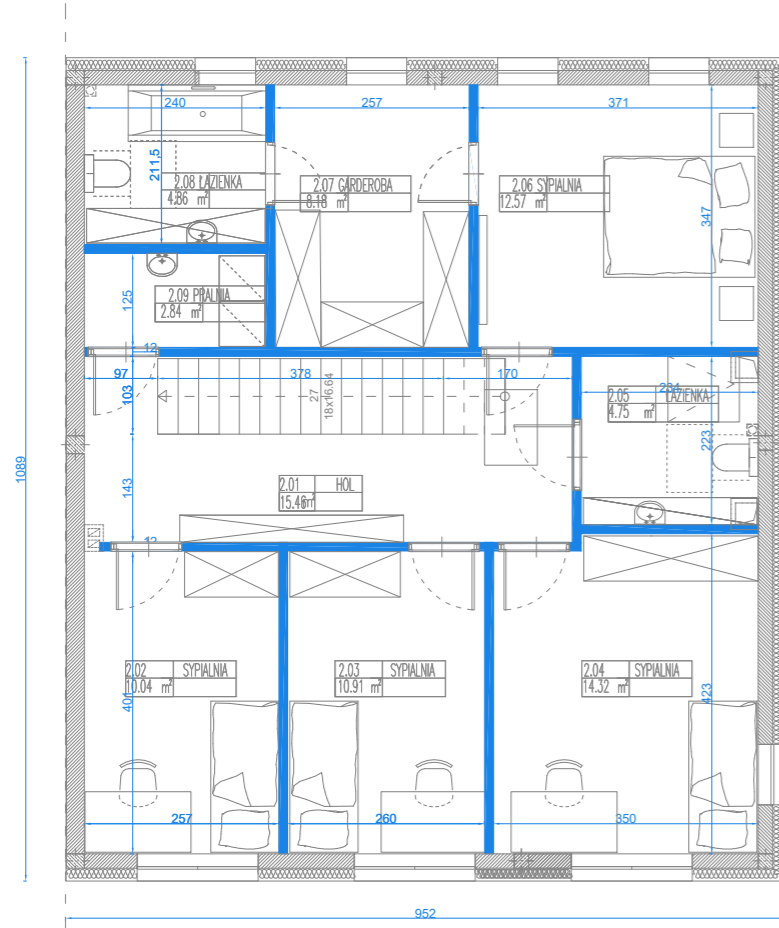 240
257
371
211,5
2.08 ŁAZIENKA
4.86 m²
2.07 GARDEROBA
8.18 m²
2.06 SYPIALNIA
12.57 m²
347
125
2.09 PRALNIA
2.84 m²
12
97
378
170
103
27
18x16.64
234
2.05 ŁAZIENKA
4.75 m²
223
1089
143
2.01 HOL
15.46m²
12
2.02 SYPIALNIA
10.04 m²
2.03 SYPIALNIA
10.91 m²
2.04 SYPIALNIA
14.32 m²
401
423
257
260
350
952